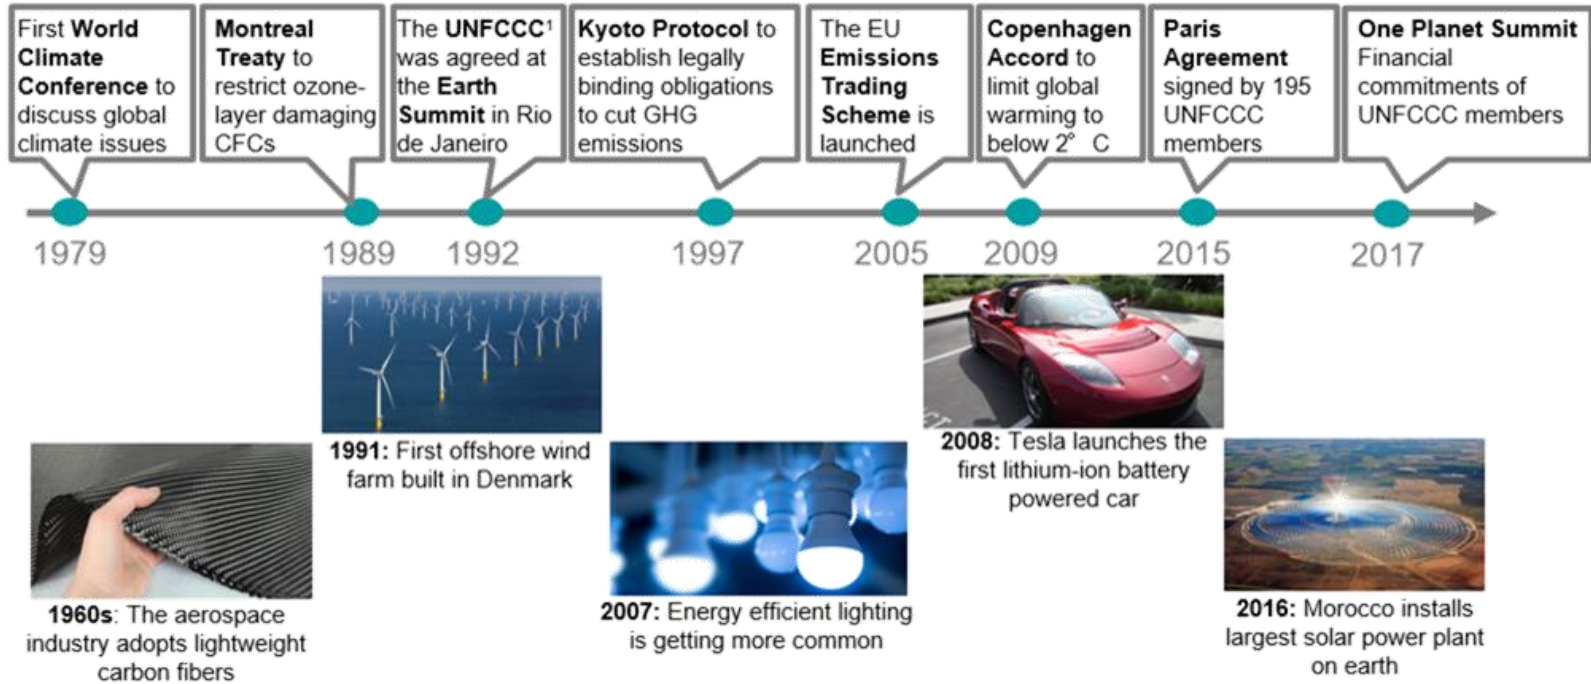 First World
Climate
Conference to
discuss global
climate issues
Montreal
Treaty to
restrict ozone-
layer damaging
CFCs
The UNFCCC¹
was agreed at
the Earth
Summit in Rio
de Janeiro
Kyoto Protocol to
establish legally
binding obligations
to cut GHG
emissions
The EU
Emissions
Trading
Scheme is
launched
Copenhagen
Accord to
limit global
warming to
below 2° C
Paris
Agreement
signed by 195
UNFCCC
members
One Planet Summit
Financial
commitments of
UNFCCC members
1979
1989
1992
1997
2005
2009
2015
2017
1991: First offshore wind
farm built in Denmark
2008: Tesla launches the
first lithium-ion battery
powered car
1960s: The aerospace
industry adopts lightweight
carbon fibers
2007: Energy efficient lighting
is getting more common
2016: Morocco installs
largest solar power plant
on earth